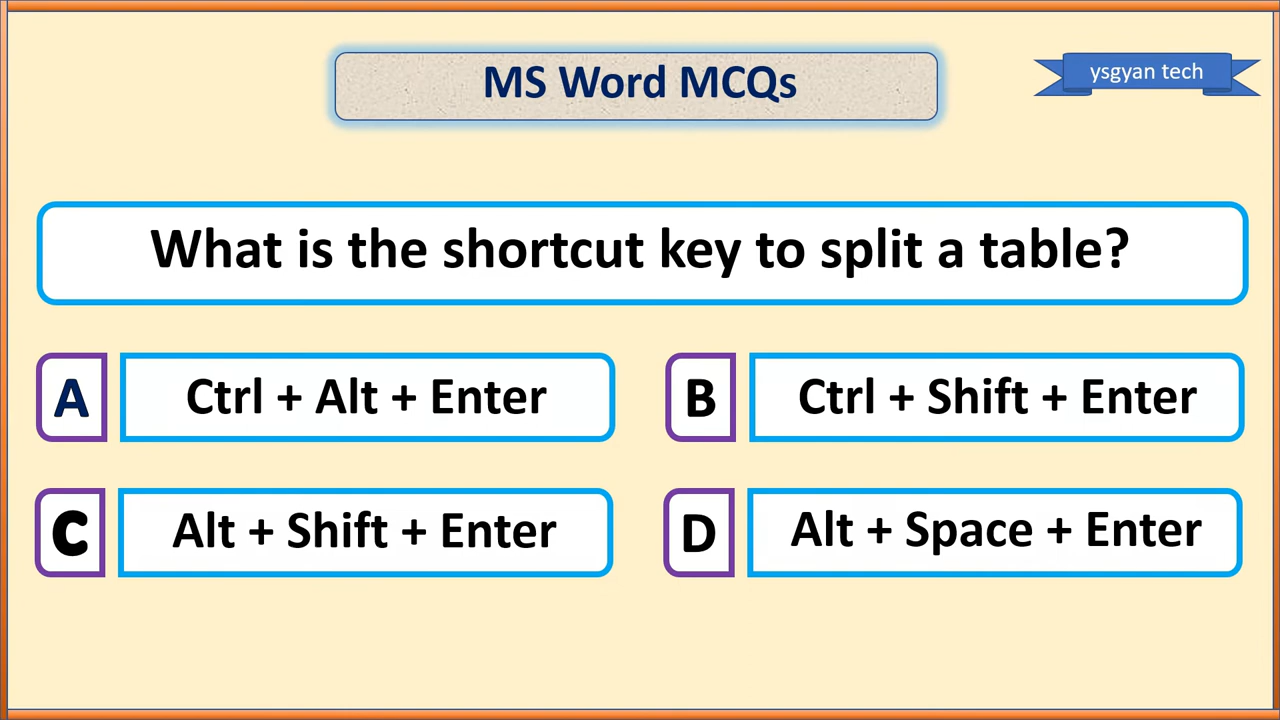 MS Word MCQs
ysgyan tech
What is the shortcut key to split a table?
A
Ctrl + Alt + Enter
B
Ctrl + Shift + Enter
C
Alt + Shift + Enter
D
Alt + Space + Enter